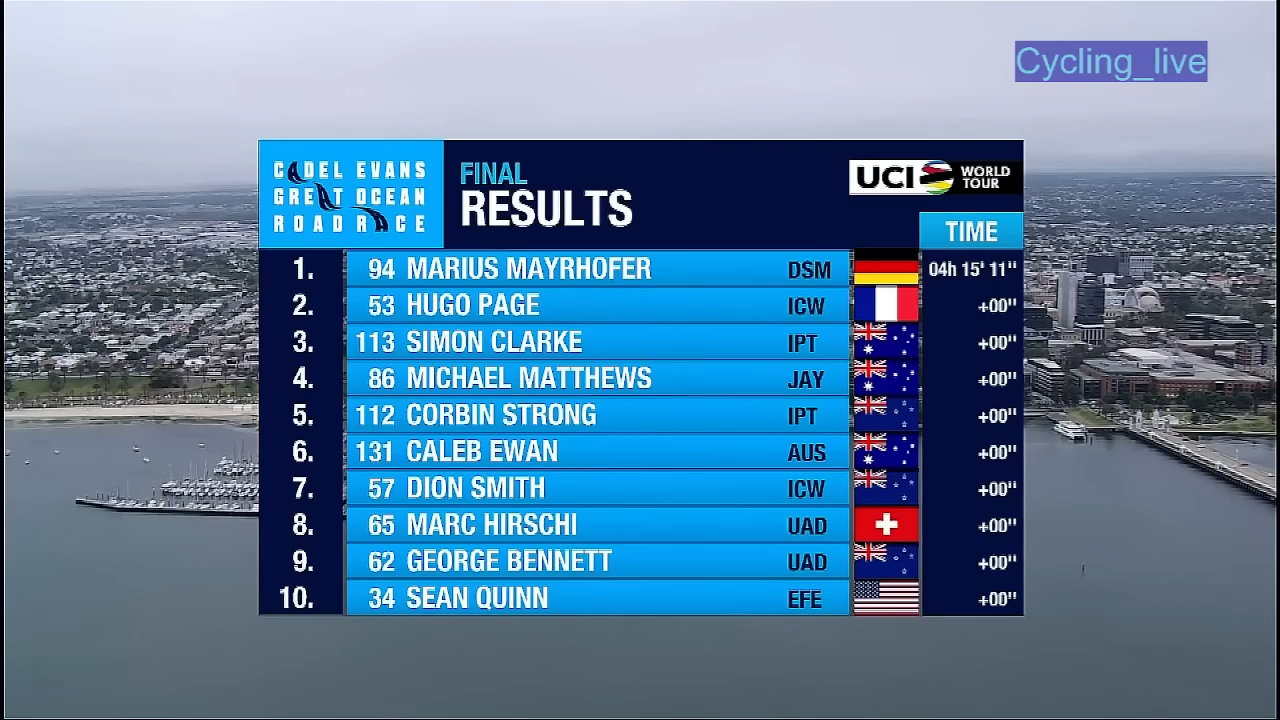 Cycling_live
CADEL EVANS
GREAT OCEAN
ROAD RACE
FINAL
RESULTS
UCI WORLD TOUR
TIME
1. 94 MARIUS MAYRHOFER DSM 04h 15' 11"
2. 53 HUGO PAGE ICW +00"
3. 113 SIMON CLARKE IPT +00"
4. 86 MICHAEL MATTHEWS JAY +00"
5. 112 CORBIN STRONG IPT +00"
6. 131 CALEB EWAN AUS +00"
7. 57 DION SMITH ICW +00"
8. 65 MARC HIRSCHI UAD +00"
9. 62 GEORGE BENNETT UAD +00"
10. 34 SEAN QUINN EFE +00"